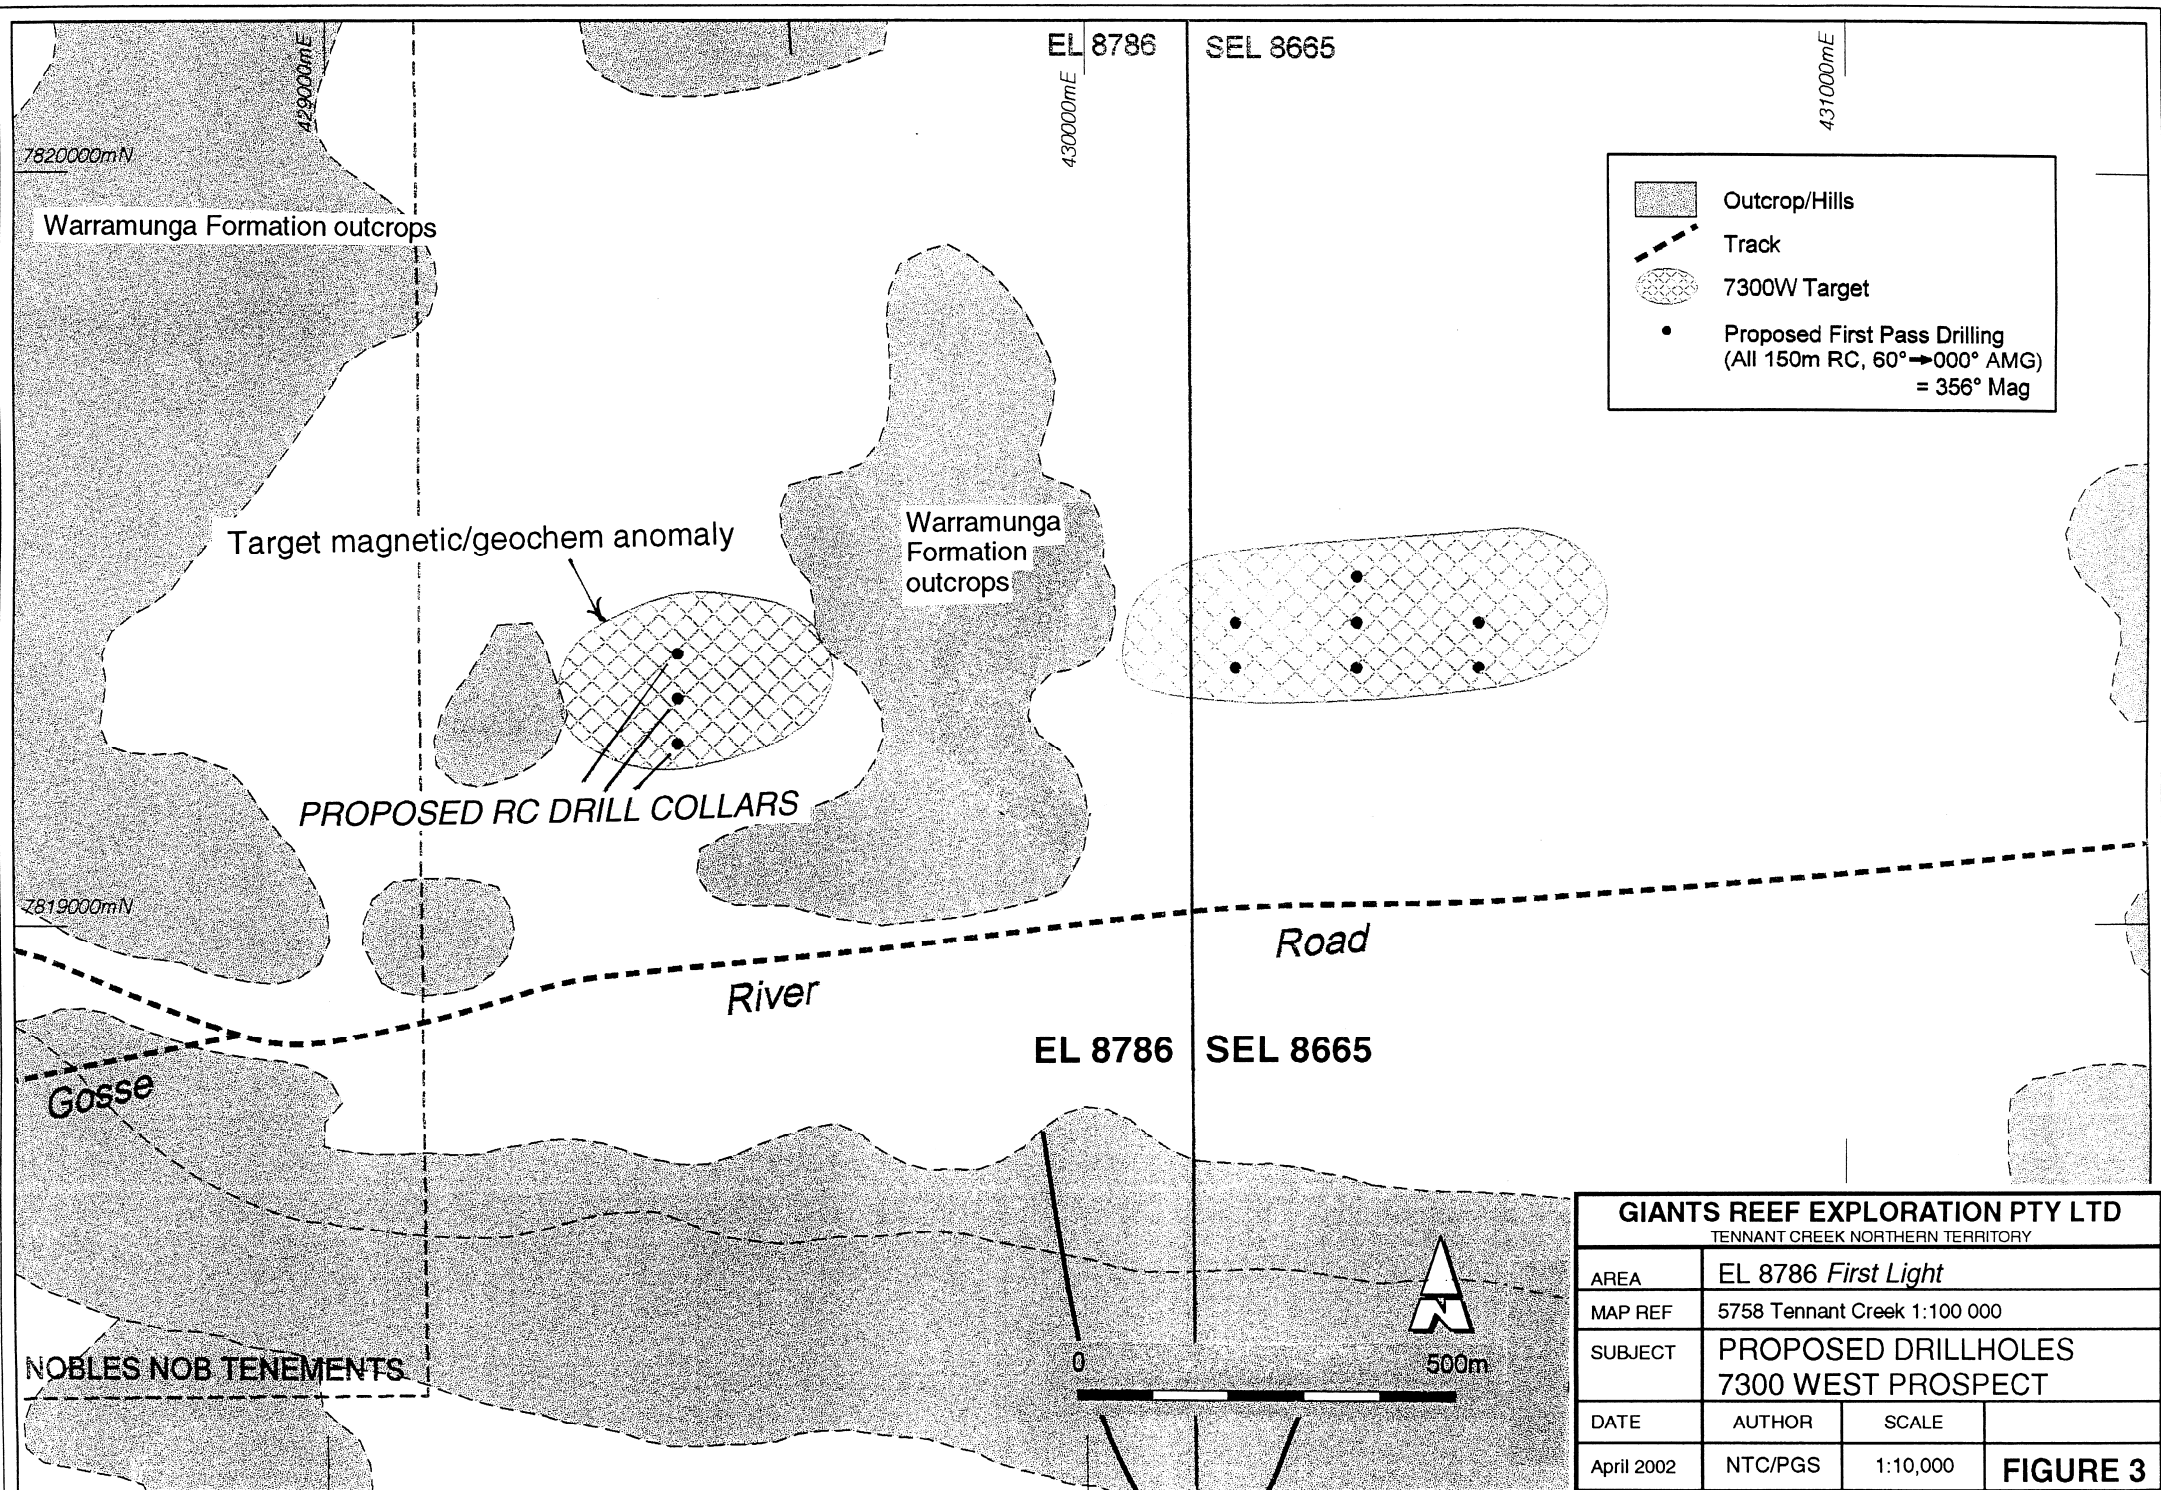 EL 8786
SEL 8665
429000mE
430000mE
431000mE
7820000mN
Warramunga Formation outcrops
Outcrop/Hills
Track
7300W Target
Proposed First Pass Drilling
(All 150m RC, 60°➔000° AMG)
= 356° Mag
Target magnetic/geochem anomaly
Warramunga
Formation
outcrops
PROPOSED RC DRILL COLLARS
7819000mN
Road
River
Gosse
EL 8786
SEL 8665
NOBLES NOB TENEMENTS
N
0
500m
GIANTS REEF EXPLORATION PTY LTD
TENNANT CREEK NORTHERN TERRITORY
AREA
EL 8786 First Light
MAP REF
5758 Tennant Creek 1:100 000
SUBJECT
PROPOSED DRILLHOLES
7300 WEST PROSPECT
DATE
AUTHOR
SCALE
April 2002
NTC/PGS
1:10,000
FIGURE 3